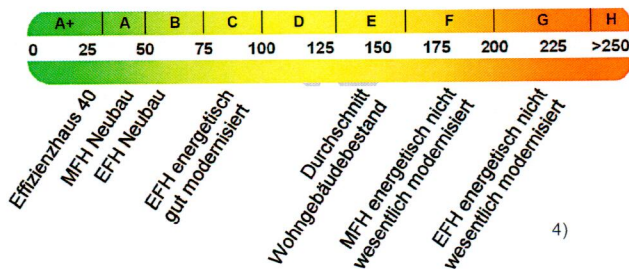 A+ A B C D E F G H
0 25 50 75 100 125 150 175 200 225 >250
Effizienzhaus 40
MFH Neubau
EFH Neubau
EFH energetisch
gut modernisiert
Durchschnitt
Wohngebäudebestand
MFH energetisch nicht
wesentlich modernisiert
EFH energetisch nicht
wesentlich modernisiert
4)